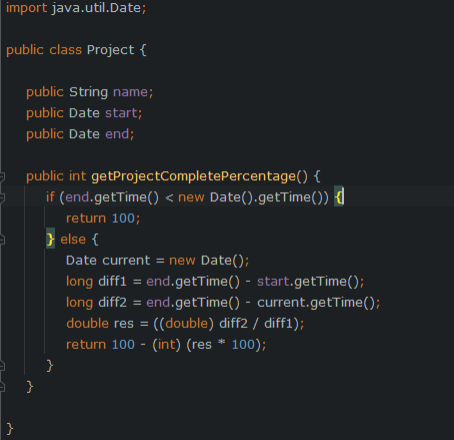 import java.util.Date;
public class Project {
public String name;
public Date start;
public Date end;
public int getProjectCompletePercentage() {
if (end.getTime() < new Date().getTime()) {
return 100;
} else {
Date current = new Date();
long diff1 = end.getTime() - start.getTime();
long diff2 = end.getTime() - current.getTime();
double res = ((double) diff2 / diff1);
return 100 - (int) (res * 100);
}
}
}